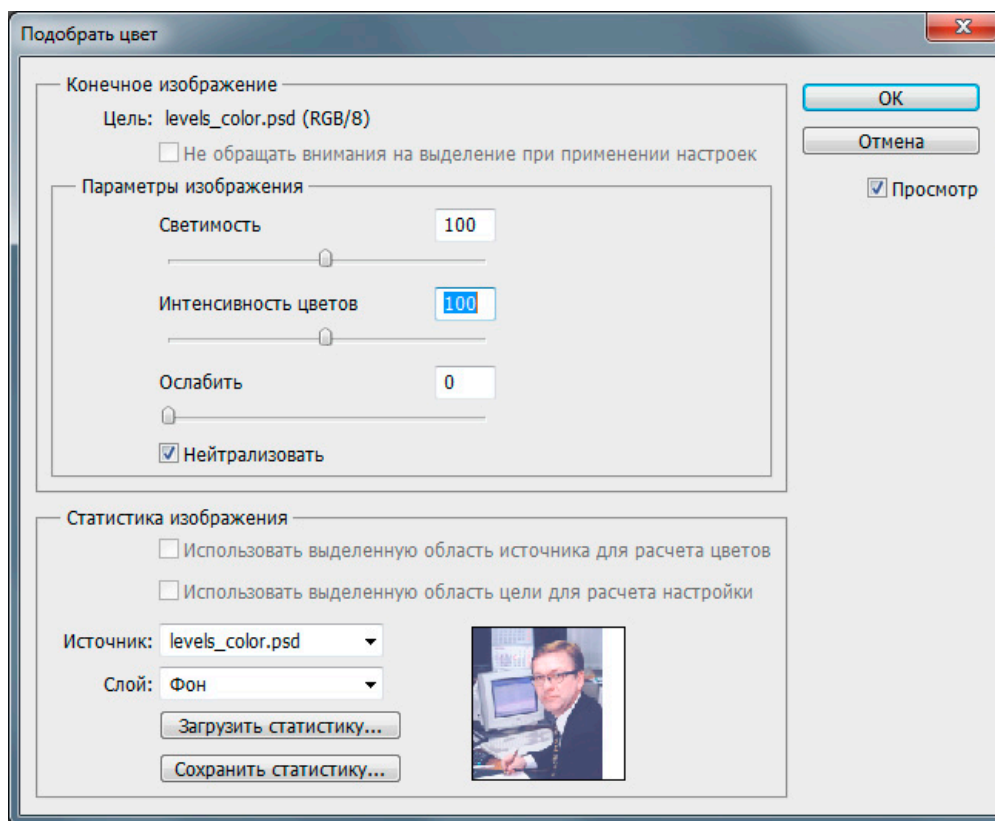 Подобрать цвет
Конечное изображение
Цель: levels_color.psd (RGB/8)
Не обращать внимания на выделение при применении настроек
Параметры изображения
Светимость 100
Интенсивность цветов 100
Ослабить 0
Нейтрализовать
Статистика изображения
Использовать выделенную область источника для расчета цветов
Использовать выделенную область цели для расчета настройки
Источник: levels_color.psd
Слой: Фон
Загрузить статистику...
Сохранить статистику...
ОК
Отмена
Просмотр